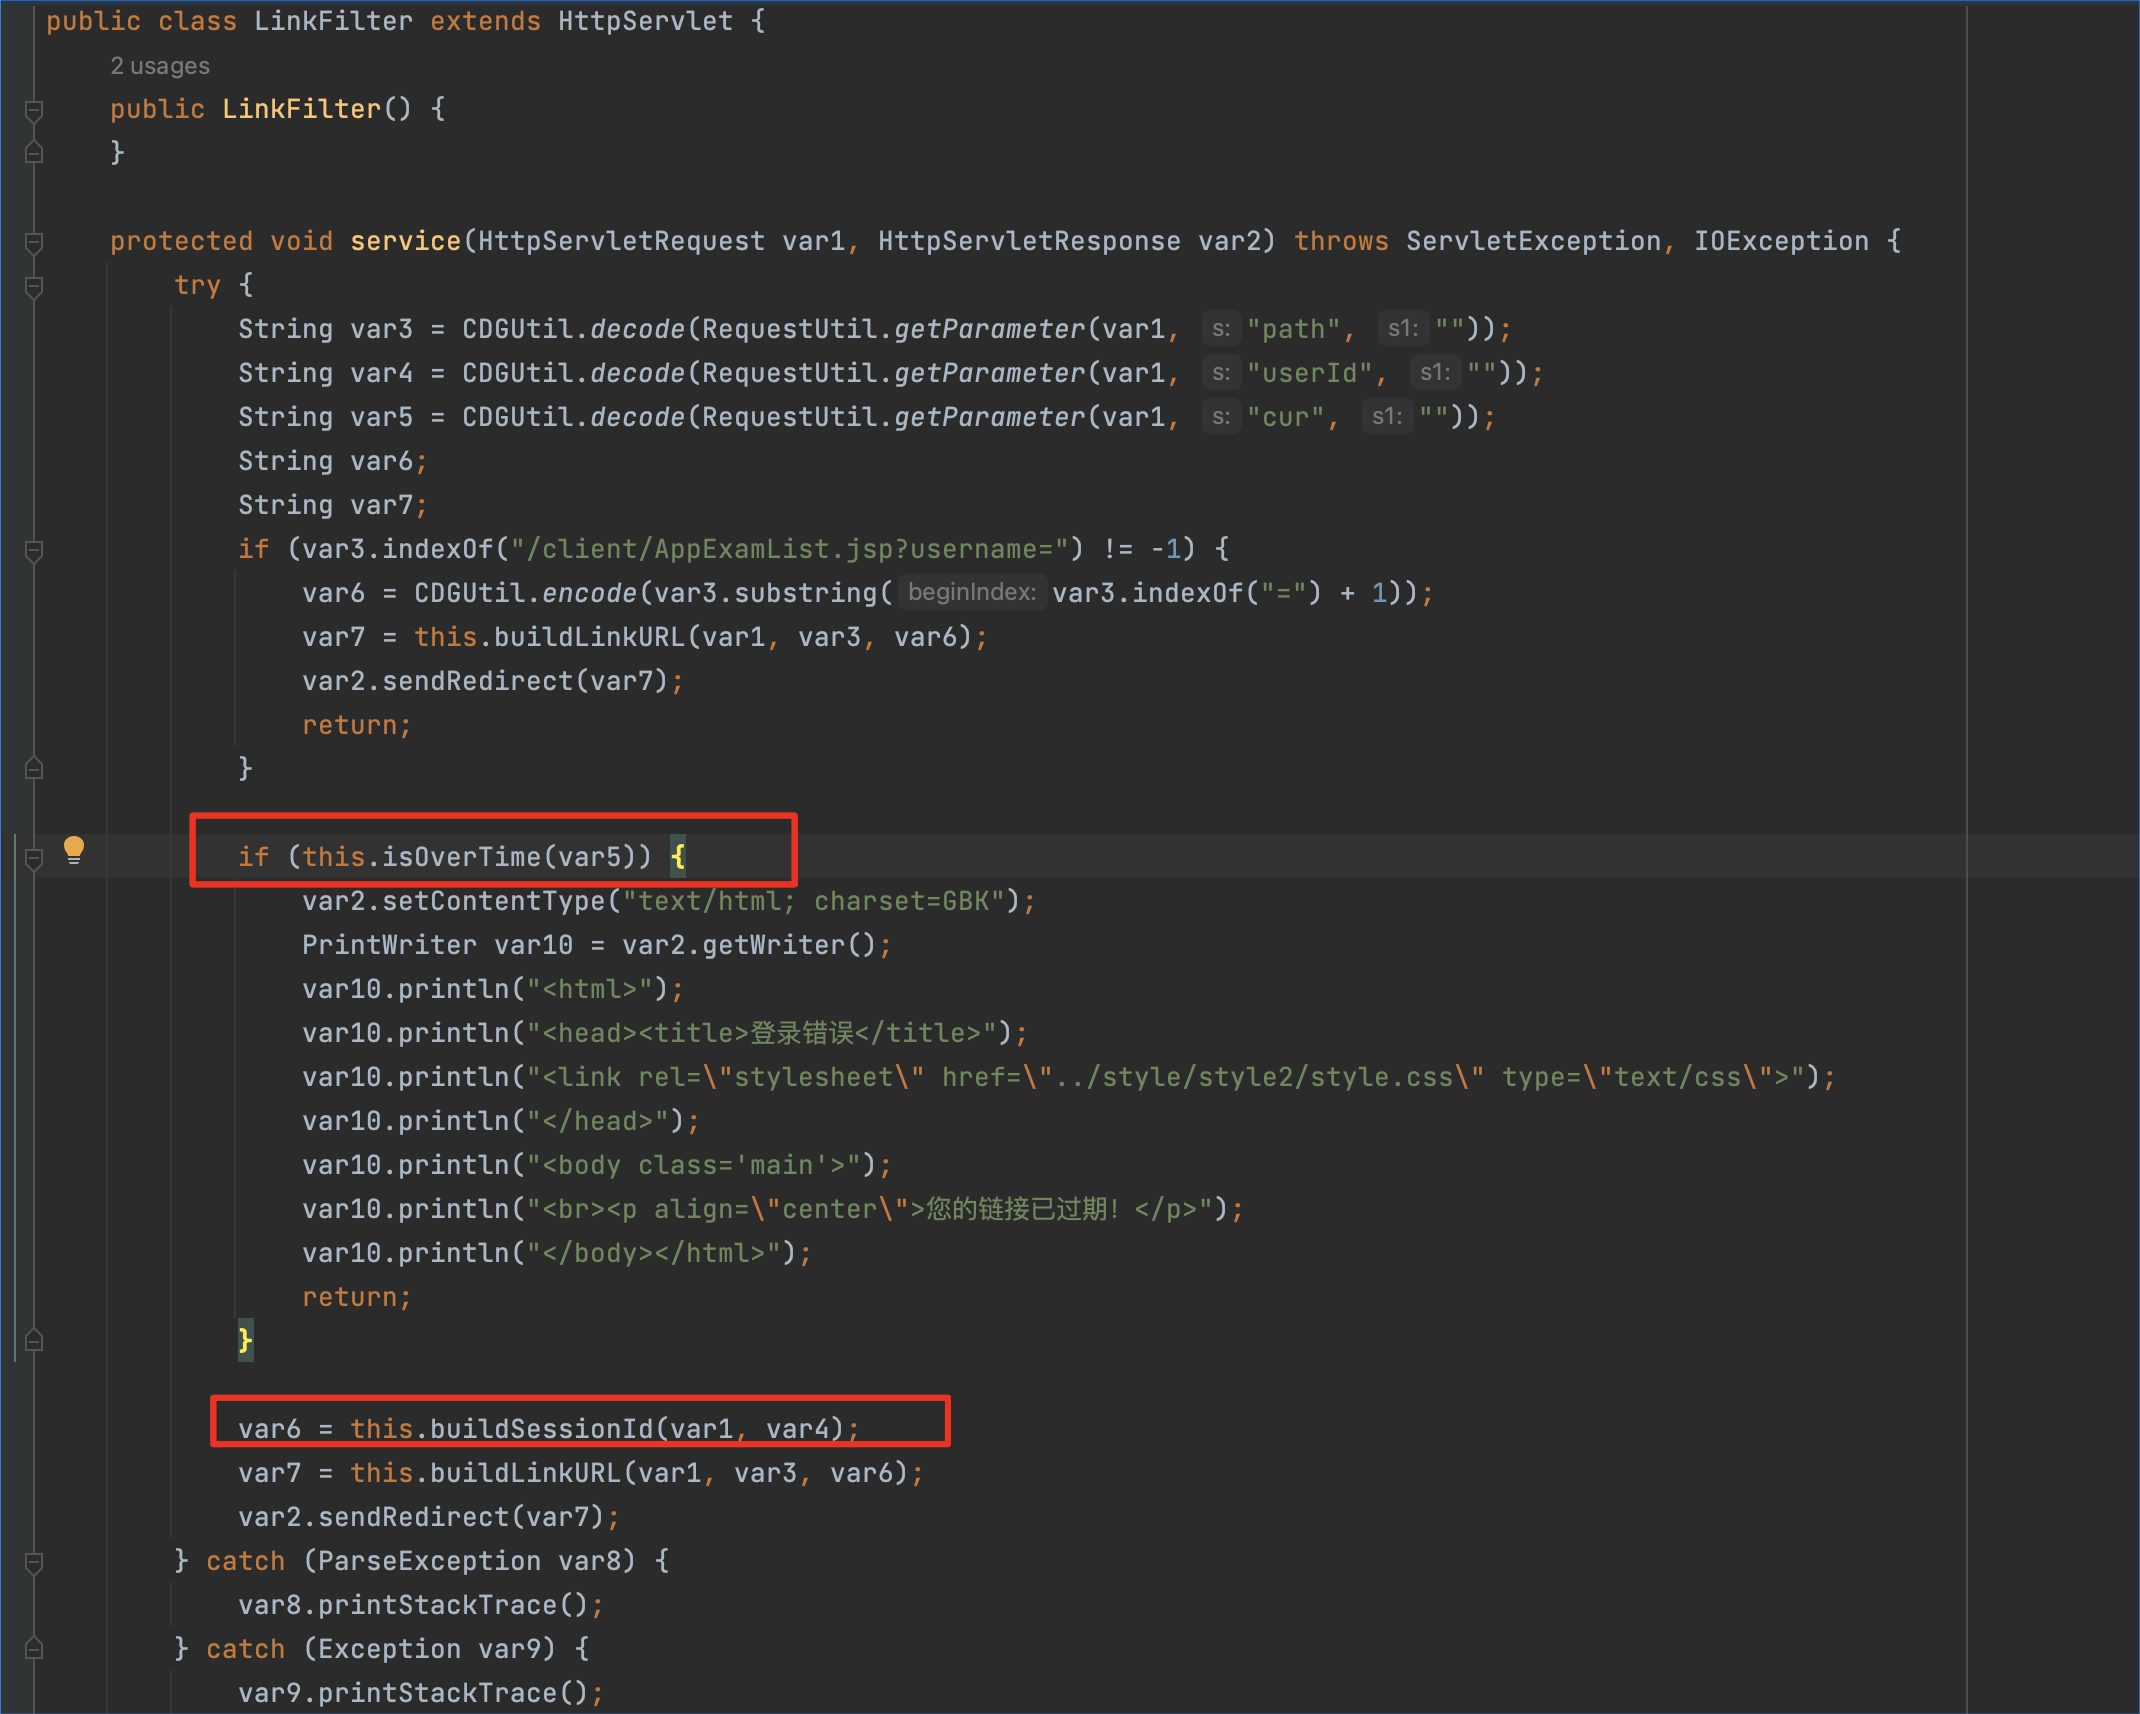 public class LinkFilter extends HttpServlet {
2 usages
public LinkFilter() {
}
protected void service(HttpServletRequest var1, HttpServletResponse var2) throws ServletException, IOException {
try {
String var3 = CDGUtil.decode(RequestUtil.getParameter(var1, s: "path", s1: ""));
String var4 = CDGUtil.decode(RequestUtil.getParameter(var1, s: "userId", s1: ""));
String var5 = CDGUtil.decode(RequestUtil.getParameter(var1, s: "cur", s1: ""));
String var6;
String var7;
if (var3.indexOf("/client/AppExamList.jsp?username=") != -1) {
var6 = CDGUtil.encode(var3.substring( beginIndex: var3.indexOf("=") + 1));
var7 = this.buildLinkURL(var1, var3, var6);
var2.sendRedirect(var7);
return;
}
if (this.isOverTime(var5)) {
var2.setContentType("text/html; charset=GBK");
PrintWriter var10 = var2.getWriter();
var10.println("<html>");
var10.println("<head><title>登录错误</title>");
var10.println("<link rel=\"stylesheet\" href=\"../style/style2/style.css\" type=\"text/css\">");
var10.println("</head>");
var10.println("<body class='main'>");
var10.println("<br><p align=\"center\">您的链接已过期！</p>");
var10.println("</body></html>");
return;
}
var6 = this.buildSessionId(var1, var4);
var7 = this.buildLinkURL(var1, var3, var6);
var2.sendRedirect(var7);
} catch (ParseException var8) {
var8.printStackTrace();
} catch (Exception var9) {
var9.printStackTrace();